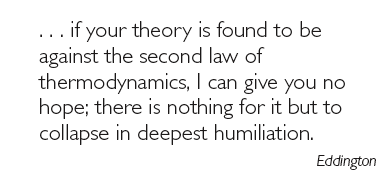 . . . if your theory is found to be
against the second law of
thermodynamics, I can give you no
hope; there is nothing for it but to
collapse in deepest humiliation.
Eddington